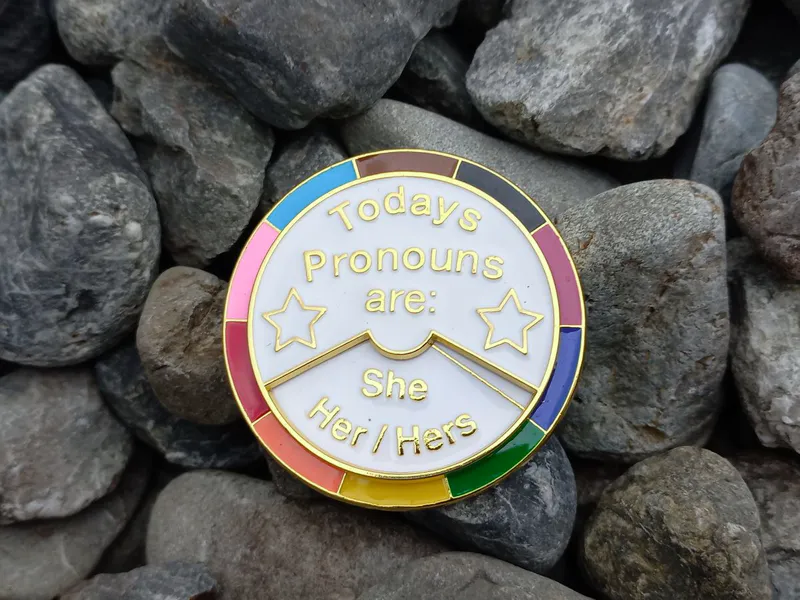 Todays
Pronouns
are:
She
Her / Hers